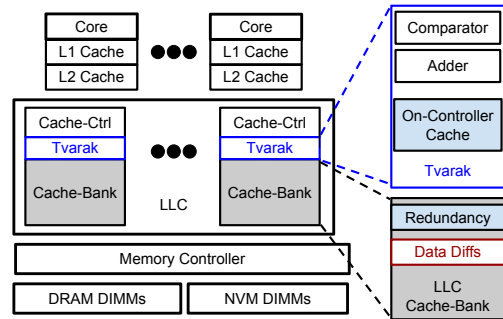 Core
L1 Cache
L2 Cache
Core
L1 Cache
L2 Cache
Cache-Ctrl
Tvarak
Cache-Bank
Cache-Ctrl
Tvarak
Cache-Bank
LLC
Memory Controller
DRAM DIMMs
NVM DIMMs
Comparator
Adder
On-Controller
Cache
Tvarak
Redundancy
Data Diffs
LLC
Cache-Bank